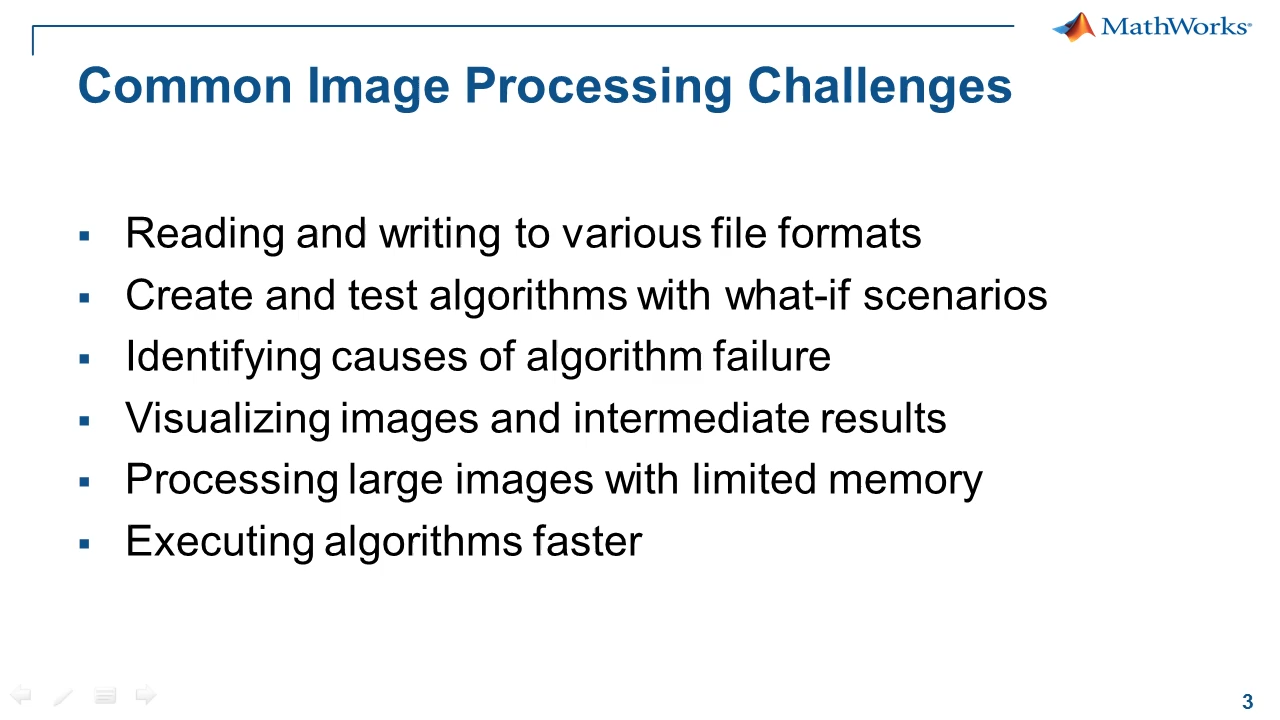 MathWorks®
Common Image Processing Challenges
▪ Reading and writing to various file formats
▪ Create and test algorithms with what-if scenarios
▪ Identifying causes of algorithm failure
▪ Visualizing images and intermediate results
▪ Processing large images with limited memory
▪ Executing algorithms faster
3